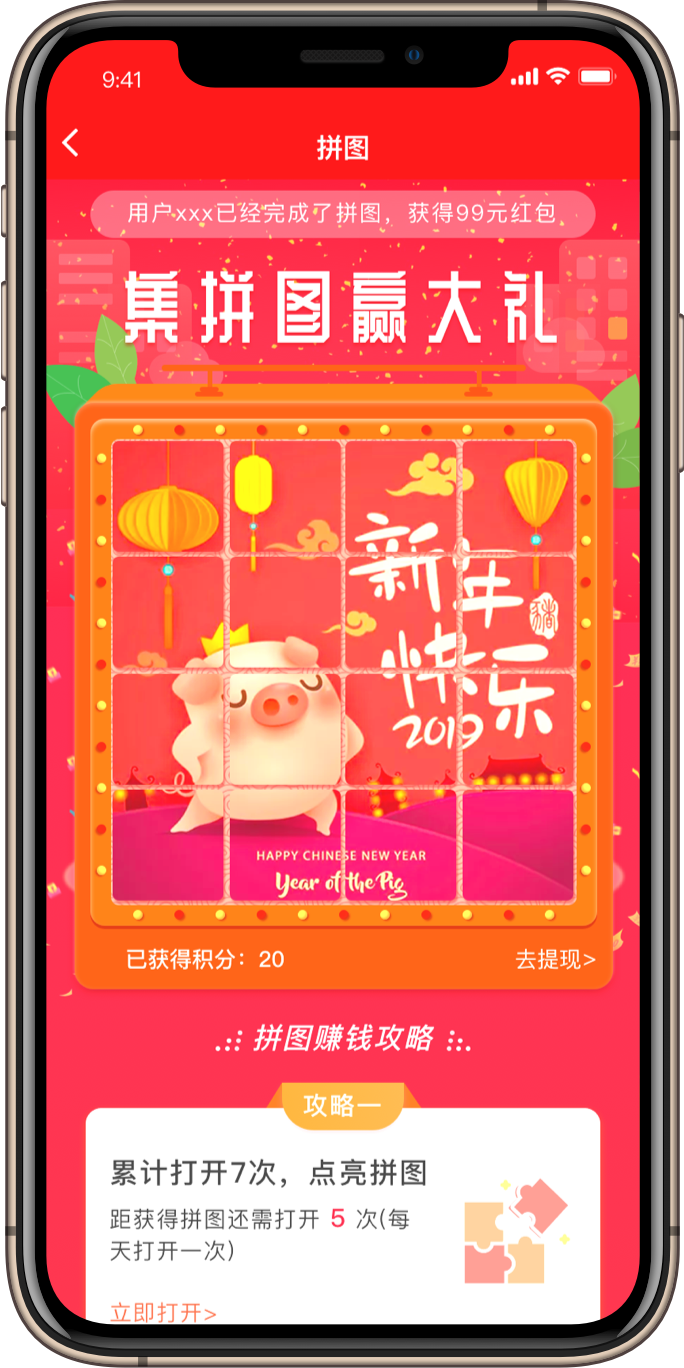 9:41
拼图
用户xxx已经完成了拼图，获得99元红包
集拼图赢大礼
新年
快乐
2019
猪
HAPPY CHINESE NEW YEAR
Year of the Pig
已获得积分：20
去提现>
.:: 拼图赚钱攻略 ::.
攻略一
累计打开7次，点亮拼图
距获得拼图还需打开 5 次(每
天打开一次)
立即打开>